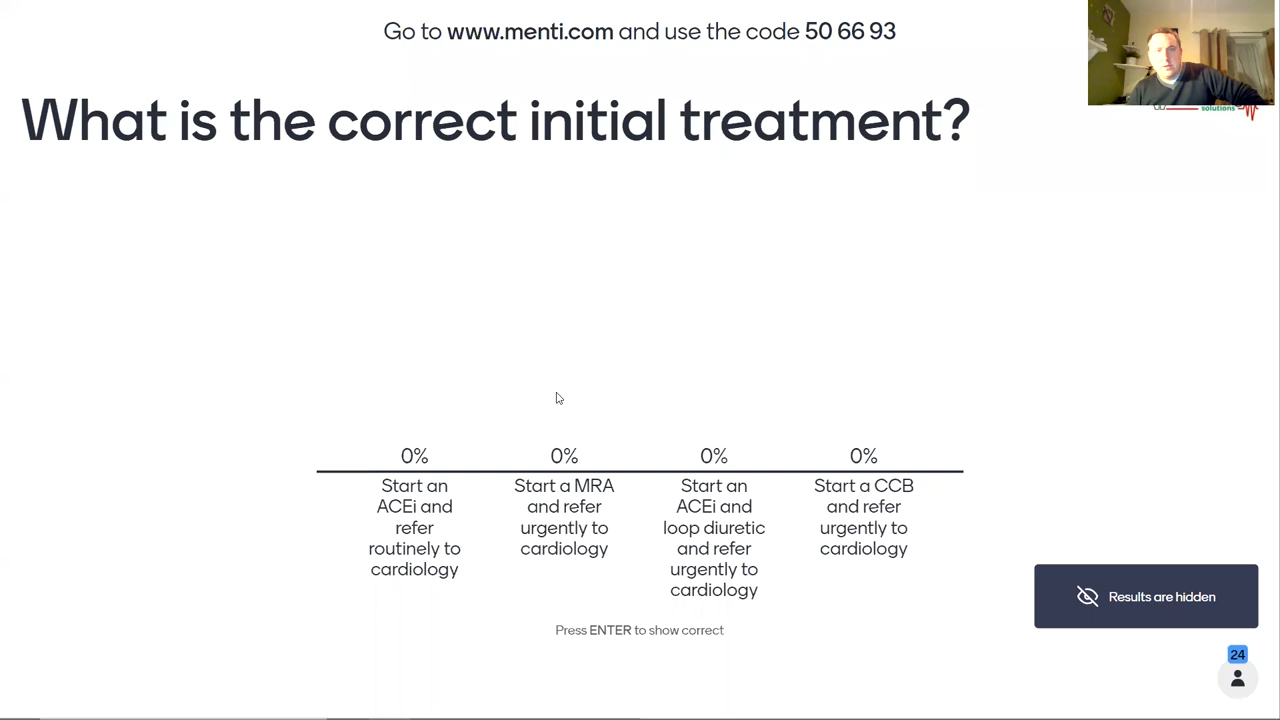 Go to www.menti.com and use the code 50 66 93
What is the correct initial treatment?
solutions
0%
0%
0%
0%
Start an
ACEi and
refer
routinely to
cardiology
Start a MRA
and refer
urgently to
cardiology
Start an
ACEi and
loop diuretic
and refer
urgently to
cardiology
Start a CCB
and refer
urgently to
cardiology
Results are hidden
Press ENTER to show correct
24